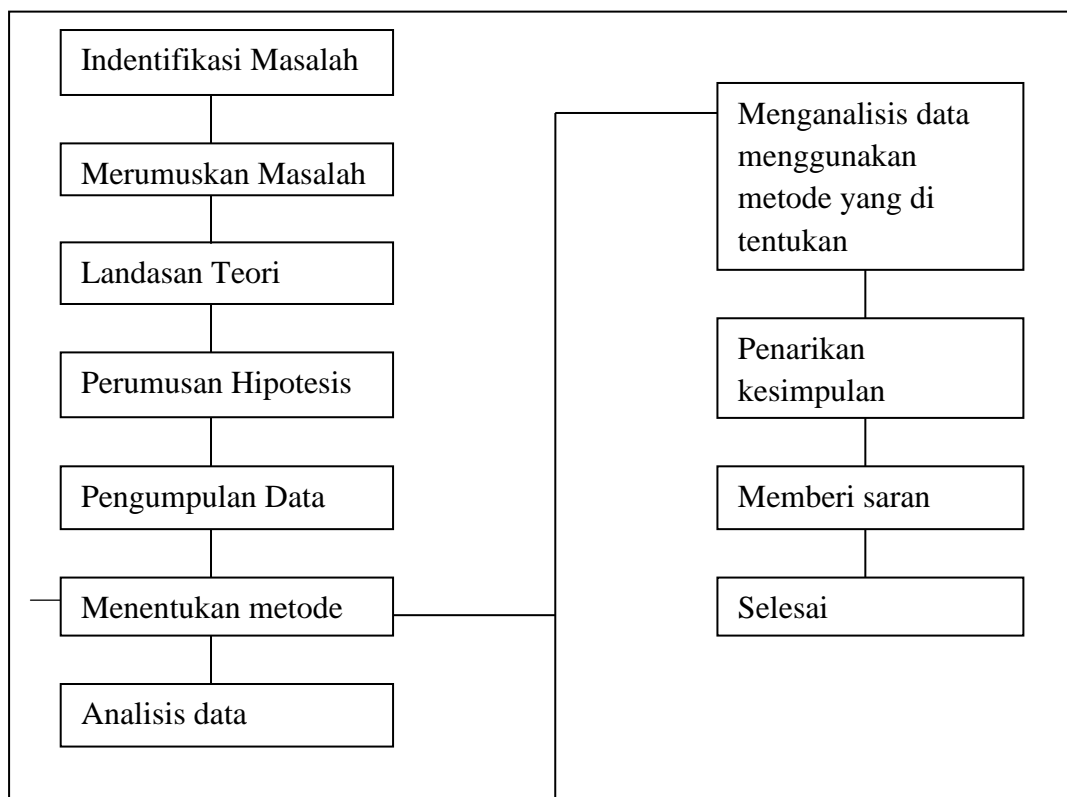 Indentifikasi Masalah
Merumuskan Masalah
Landasan Teori
Perumusan Hipotesis
Pengumpulan Data
Menentukan metode
Analisis data
Menganalisis data
menggunakan
metode yang di
tentukan
Penarikan
kesimpulan
Memberi saran
Selesai